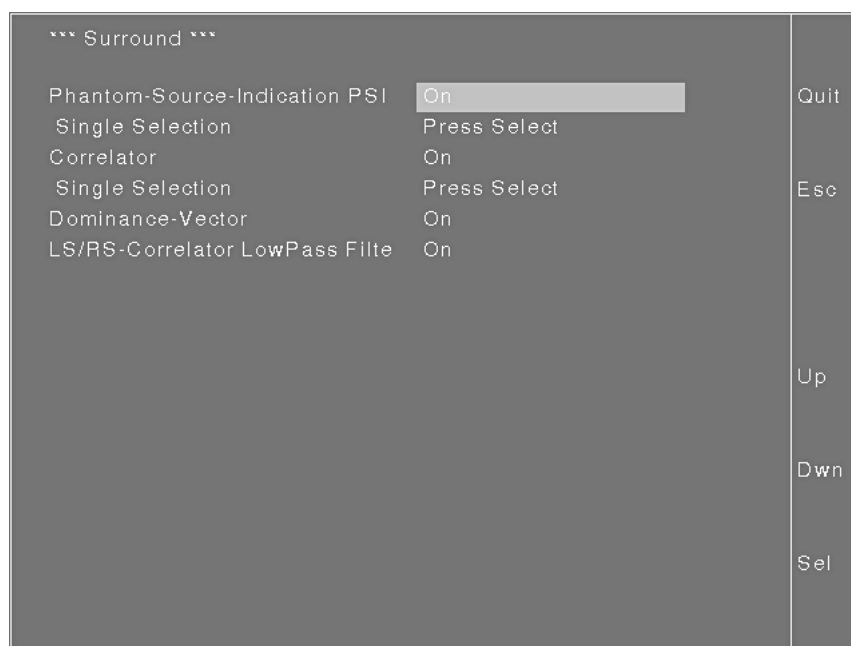 *** Surround ***
Phantom-Source-Indication PSI On
Single Selection Press Select
Correlator On
Single Selection Press Select
Dominance-Vector On
LS/RS-Correlator LowPass Filte On
Quit
Esc
Up
Dwn
Sel